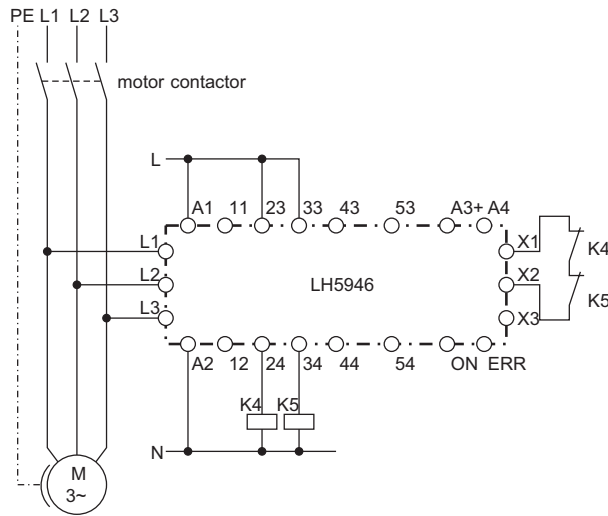 PE L1 L2 L3
motor contactor
L
A1 11 23 33 43 53 A3+ A4
L1 X1
K4
L2 LH5946 X2
K5
L3 X3
A2 12 24 34 44 54 ON ERR
K4 K5
N
M
3~